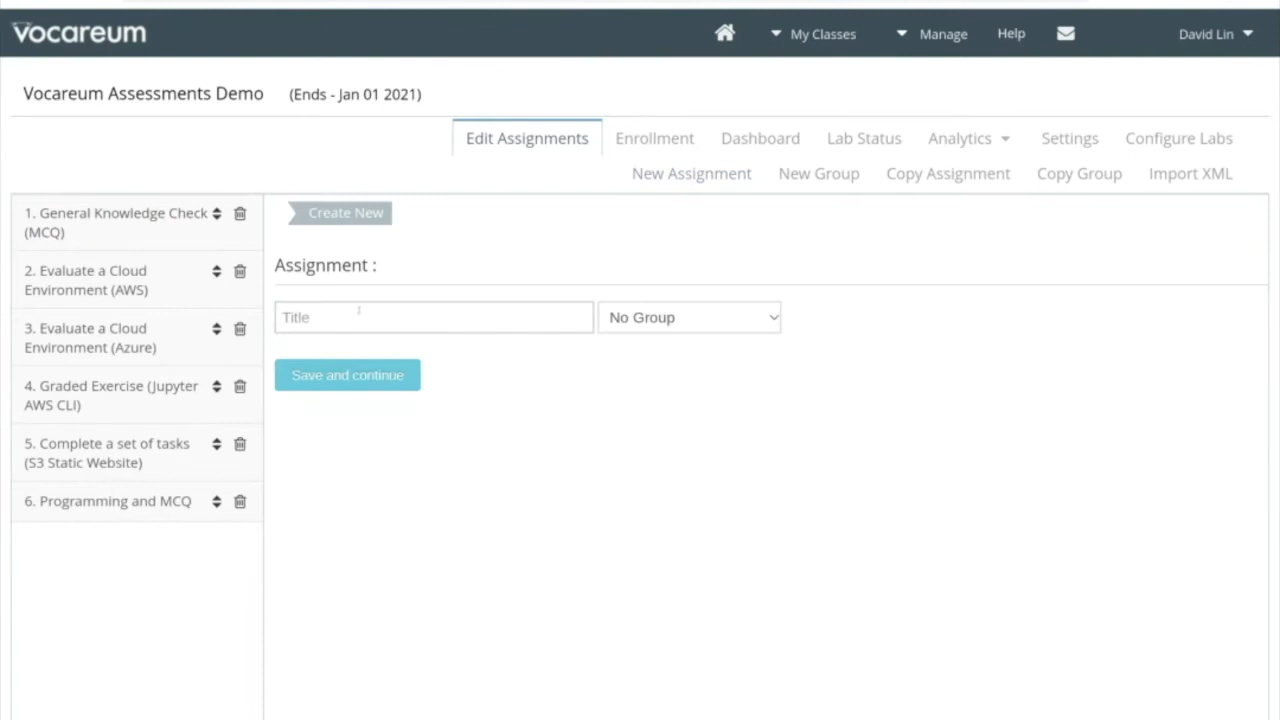 Vocareum
My Classes
Manage
Help
David Lin
Vocareum Assessments Demo (Ends - Jan 01 2021)
Edit Assignments
Enrollment
Dashboard
Lab Status
Analytics
Settings
Configure Labs
New Assignment
New Group
Copy Assignment
Copy Group
Import XML
1. General Knowledge Check
(MCQ)
2. Evaluate a Cloud
Environment (AWS)
3. Evaluate a Cloud
Environment (Azure)
4. Graded Exercise (Jupyter
AWS CLI)
5. Complete a set of tasks
(S3 Static Website)
6. Programming and MCQ
Create New
Assignment :
Title
No Group
Save and continue